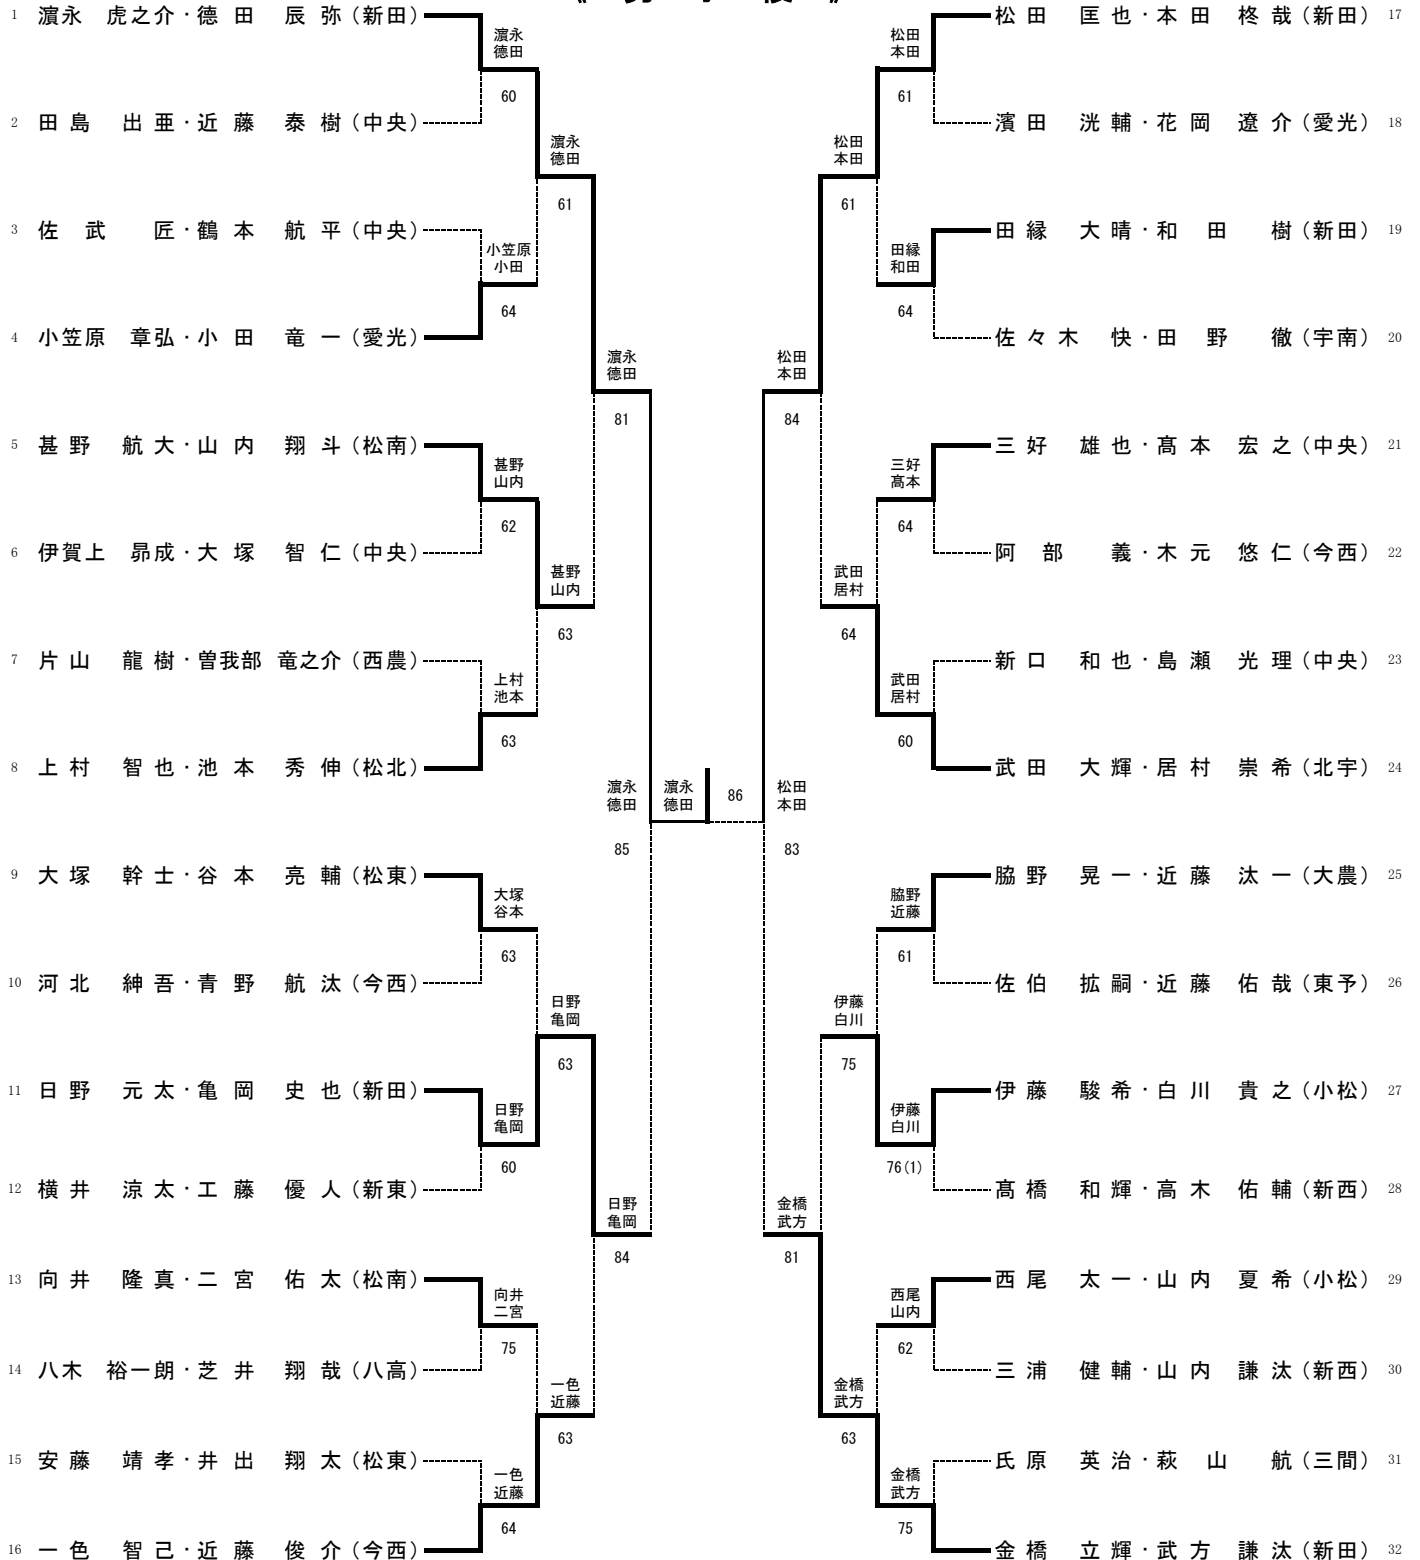 1 濵永 虎之介・德田 辰弥(新田)
2 田島 出亜・近藤 泰樹(中央)
3 佐武 匠・鶴本 航平(中央)
4 小笠原 章弘・小田 竜一(愛光)
5 甚野 航大・山内 翔斗(松南)
6 伊賀上 昴成・大塚 智仁(中央)
7 片山 龍樹・曽我部 竜之介(西農)
8 上村 智也・池本 秀伸(松北)
9 大塚 幹士・谷本 亮輔(松東)
10 河北 紳吾・青野 航汰(今西)
11 日野 元太・亀岡 史也(新田)
12 横井 涼太・工藤 優人(新東)
13 向井 隆真・二宮 佑太(松南)
14 八木 裕一朗・芝井 翔哉(八高)
15 安藤 靖孝・井出 翔太(松東)
16 一色 智己・近藤 俊介(今西)
濵永
德田
60
小笠原
小田
64
甚野
山内
62
上村
池本
63
大塚
谷本
63
日野
亀岡
60
向井
二宮
75
一色
近藤
64
濵永
德田
61
甚野
山内
63
日野
亀岡
63
一色
近藤
63
濵永
德田
81
日野
亀岡
84
濵永
德田
85
濵永
德田
86
松田
本田
83
松田
本田
84
金橋
武方
81
松田
本田
61
武田
居村
64
伊藤
白川
75
金橋
武方
63
松田
本田
61
田縁
和田
64
三好
髙本
64
武田
居村
60
脇野
近藤
61
伊藤
白川
76(1)
西尾
山内
62
金橋
武方
75
松田 匡也・本田 柊哉(新田) 17
濱田 洸輔・花岡 遼介(愛光) 18
田縁 大晴・和田 樹(新田) 19
佐々木 快・田野 徹(宇南) 20
三好 雄也・髙本 宏之(中央) 21
阿部 義・木元 悠仁(今西) 22
新口 和也・島瀬 光理(中央) 23
武田 大輝・居村 崇希(北宇) 24
脇野 晃一・近藤 汰一(大農) 25
佐伯 拡嗣・近藤 佑哉(東予) 26
伊藤 駿希・白川 貴之(小松) 27
髙橋 和輝・高木 佑輔(新西) 28
西尾 太一・山内 夏希(小松) 29
三浦 健輔・山内 謙汰(新西) 30
氏原 英治・萩山 航(三間) 31
金橋 立輝・武方 謙汰(新田) 32